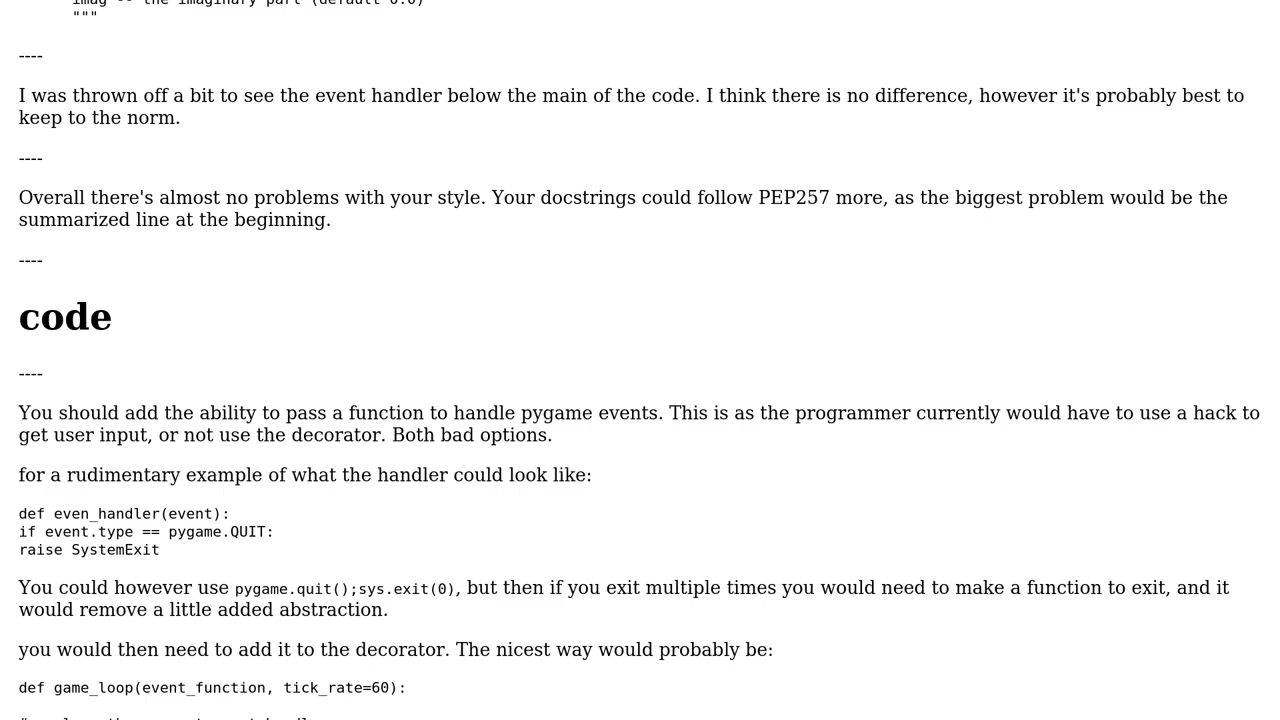 imag -- the imaginary part (default 0.0)
"""
----
I was thrown off a bit to see the event handler below the main of the code. I think there is no difference, however it's probably best to
keep to the norm.
----
Overall there's almost no problems with your style. Your docstrings could follow PEP257 more, as the biggest problem would be the
summarized line at the beginning.
----
code
----
You should add the ability to pass a function to handle pygame events. This is as the programmer currently would have to use a hack to
get user input, or not use the decorator. Both bad options.
for a rudimentary example of what the handler could look like:
def even_handler(event):
if event.type == pygame.QUIT:
raise SystemExit
You could however use pygame.quit();sys.exit(0), but then if you exit multiple times you would need to make a function to exit, and it
would remove a little added abstraction.
you would then need to add it to the decorator. The nicest way would probably be:
def game_loop(event_function, tick_rate=60):